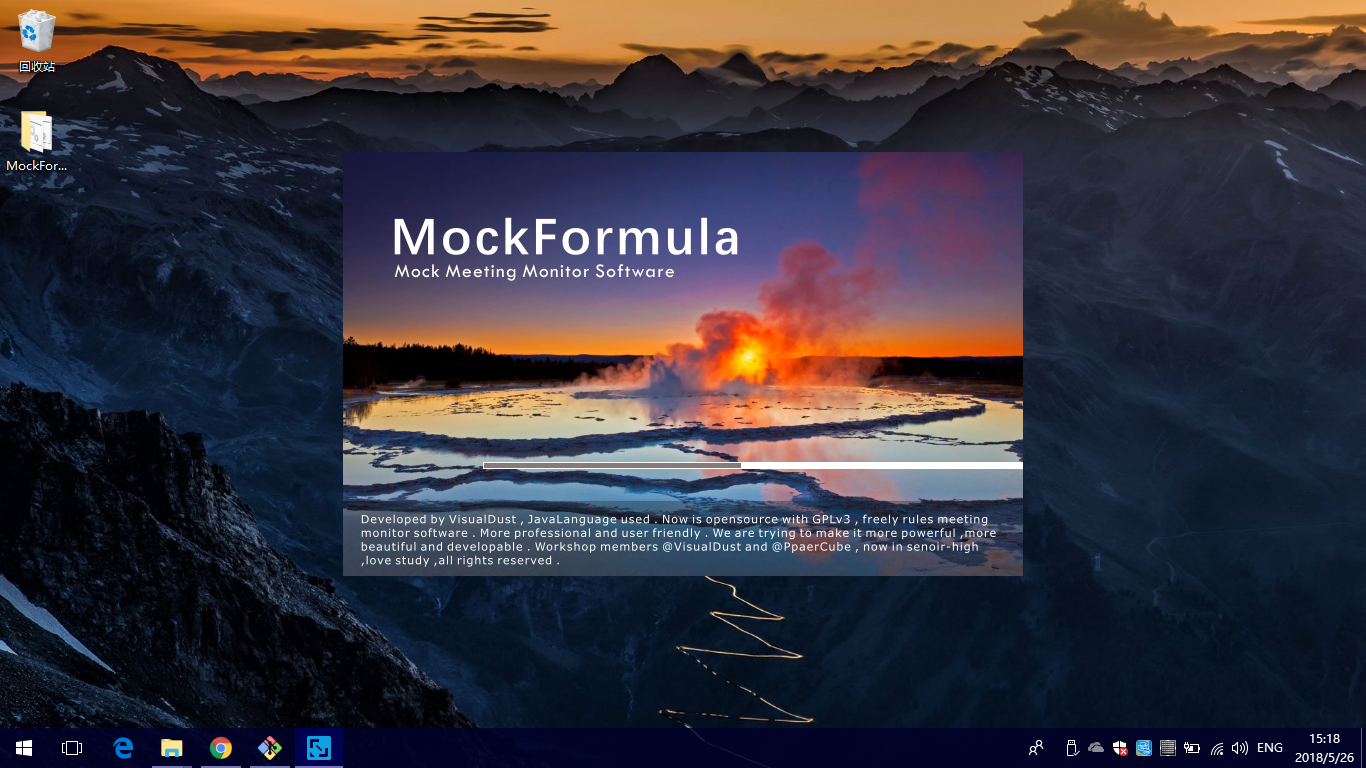 回收站
MockFor...
MockFormula
Mock Meeting Monitor Software
Developed by VisualDust , JavaLanguage used . Now is opensource with GPLv3 , freely rules meeting
monitor software . More professional and user friendly . We are trying to make it more powerful ,more
beautiful and developable . Workshop members @VisualDust and @PpaerCube , now in senoir-high
,love study ,all rights reserved .
ENG
15:18
2018/5/26